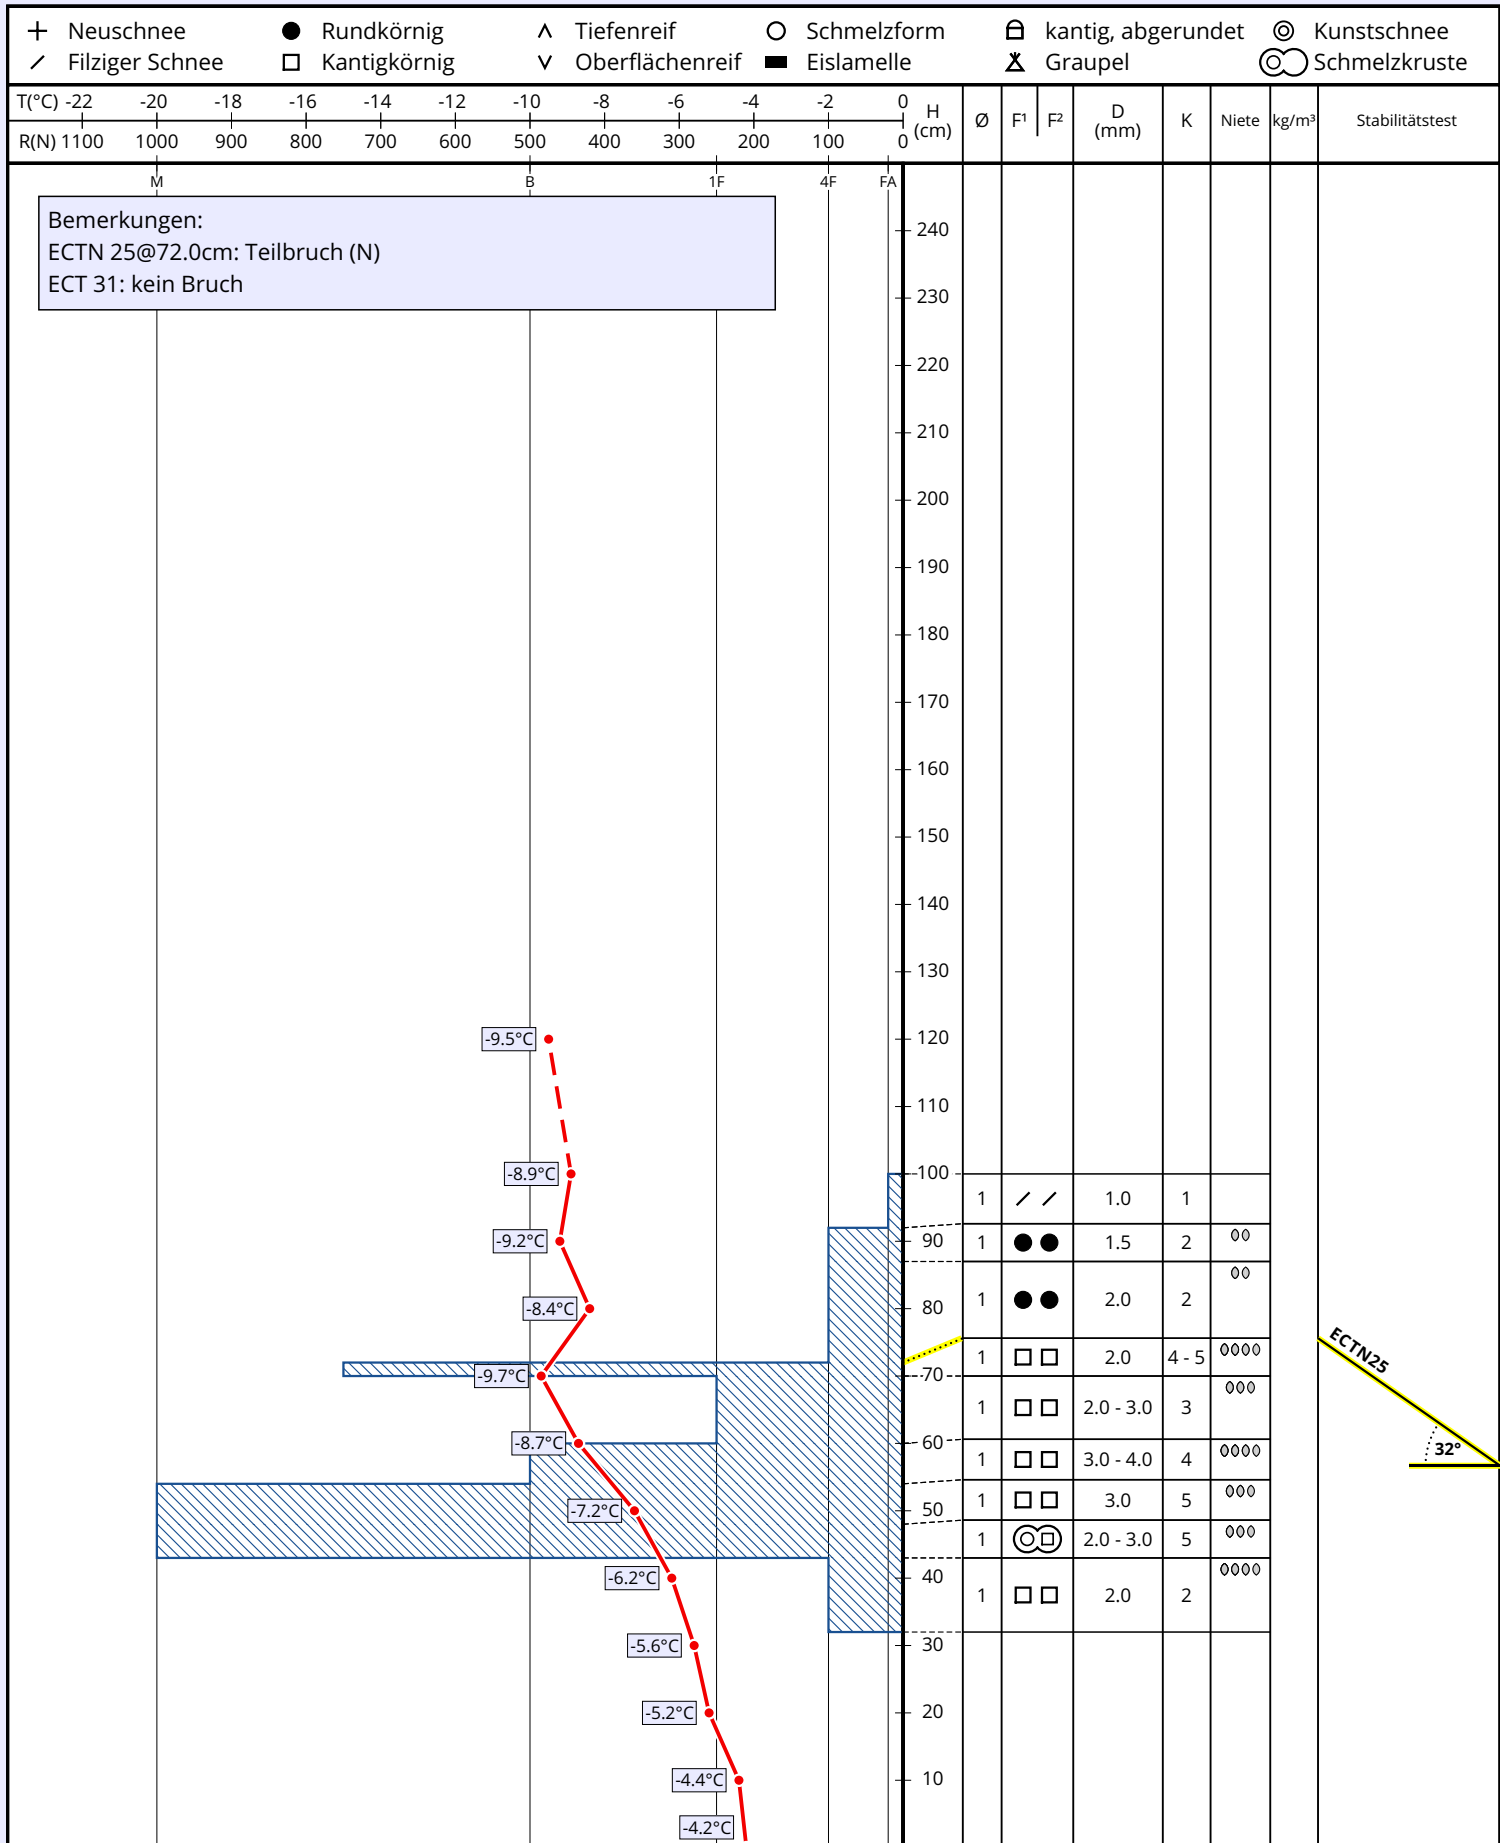 Neuschnee Rundkörnig Tiefenreif Schmelzform kantig, abgerundet Kunstschnee
Filziger Schnee Kantigkörnig Oberflächenreif Eislamelle Graupel Schmelzkruste
T(°C) -22 -20 -18 -16 -14 -12 -10 -8 -6 -4 -2 0
R(N) 1100 1000 900 800 700 600 500 400 300 200 100 0
H (cm) Ø F¹ F² D (mm) K Niete kg/m³ Stabilitätstest
M B 1F 4F FA
Bemerkungen:
ECTN 25@72.0cm: Teilbruch (N)
ECT 31: kein Bruch
240
230
220
210
200
190
180
170
160
150
140
130
-9.5°C 120
110
-8.9°C 100
1 1.0 1
-9.2°C 90 1 1.5 2
-8.4°C 80 1 2.0 2
ECTN25
1 2.0 4 - 5
-9.7°C 70
1 2.0 - 3.0 3
-8.7°C 60
32°
1 3.0 - 4.0 4
1 3.0 5
-7.2°C 50
1 2.0 - 3.0 5
-6.2°C 40
1 2.0 2
-5.6°C 30
-5.2°C 20
-4.4°C 10
-4.2°C